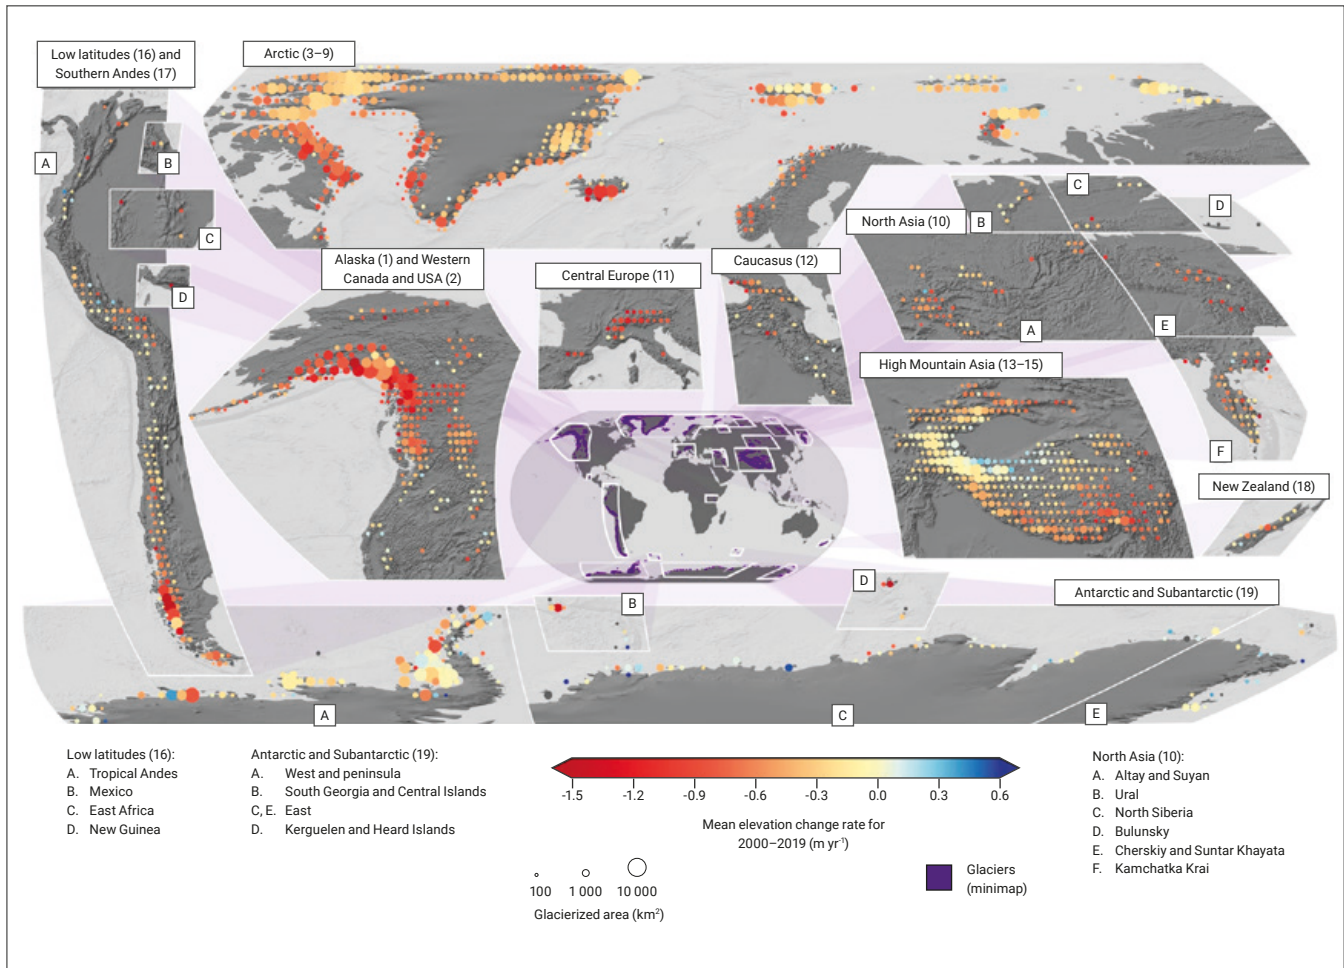 Low latitudes (16) and
Southern Andes (17)
Arctic (3–9)
A
B
C
D
Alaska (1) and Western
Canada and USA (2)
Central Europe (11)
Caucasus (12)
North Asia (10)
B
C
D
A
E
F
High Mountain Asia (13–15)
New Zealand (18)
Antarctic and Subantarctic (19)
A
B
C
D
E
Low latitudes (16):
A. Tropical Andes
B. Mexico
C. East Africa
D. New Guinea
Antarctic and Subantarctic (19):
A. West and peninsula
B. South Georgia and Central Islands
C, E. East
D. Kerguelen and Heard Islands
-1.5 -1.2 -0.9 -0.6 -0.3 0.0 0.3 0.6
Mean elevation change rate for
2000–2019 (m yr⁻¹)
100 1 000 10 000
Glacierized area (km²)
Glaciers
(minimap)
North Asia (10):
A. Altay and Suyan
B. Ural
C. North Siberia
D. Bulunsky
E. Cherskiy and Suntar Khayata
F. Kamchatka Krai